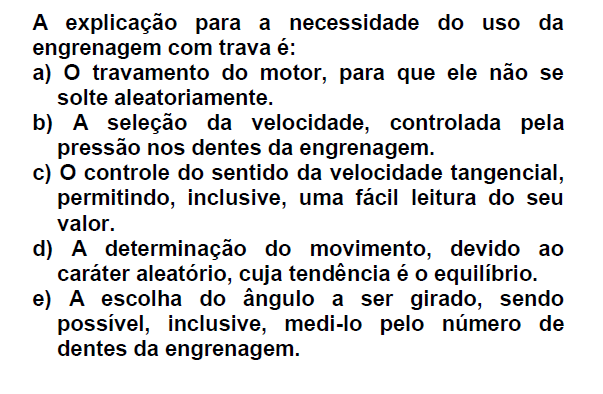 A explicação para a necessidade do uso da
engrenagem com trava é:
a) O travamento do motor, para que ele não se
solte aleatoriamente.
b) A seleção da velocidade, controlada pela
pressão nos dentes da engrenagem.
c) O controle do sentido da velocidade tangencial,
permitindo, inclusive, uma fácil leitura do seu
valor.
d) A determinação do movimento, devido ao
caráter aleatório, cuja tendência é o equilíbrio.
e) A escolha do ângulo a ser girado, sendo
possível, inclusive, medi-lo pelo número de
dentes da engrenagem.